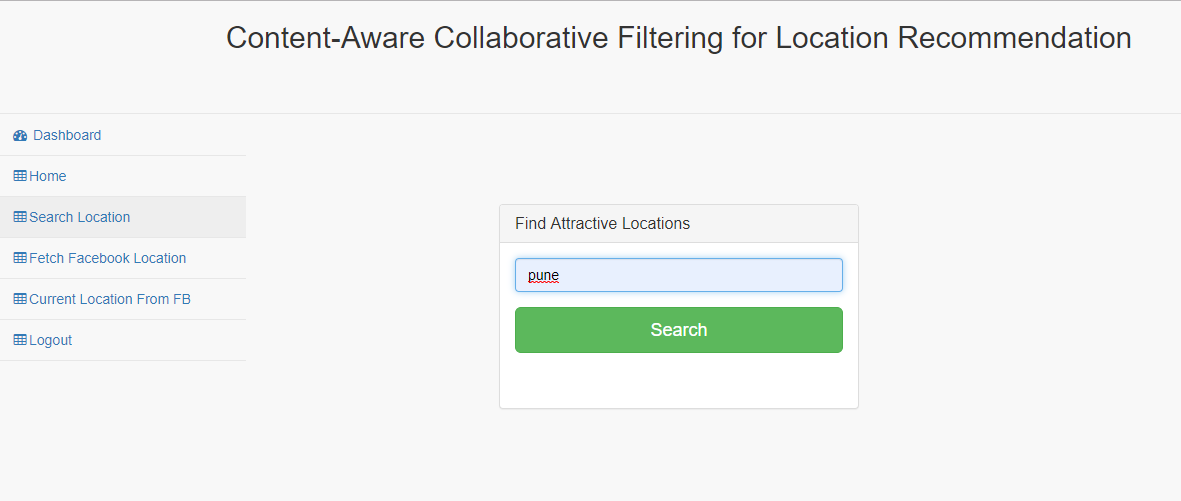 Content-Aware Collaborative Filtering for Location Recommendation
Dashboard
Home
Search Location
Fetch Facebook Location
Current Location From FB
Logout
Find Attractive Locations
pune
Search